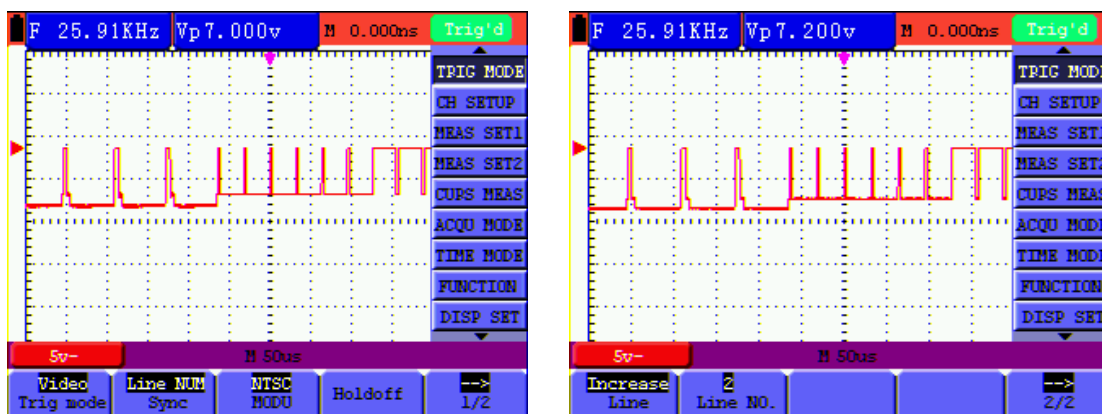 F 25.91KHz Vp7.000v M 0.000ns Trig'd
TRIG MODE
CH SETUP
MEAS SET1
MEAS SET2
CURS MEAS
ACQU MODE
TIME MODE
FUNCTION
DISP SET
5v- M 50us
Video Line NUM NTSC -->
Trig mode Sync MODU Holdoff 1/2
F 25.91KHz Vp7.200v M 0.000ns Trig'd
TRIG MOD
CH SETUP
MEAS SET1
MEAS SET2
CURS MEAS
ACQU MODE
TIME MODE
FUNCTION
DISP SET
5v- M 50us
Increase 2 -->
Line Line NO. 2/2